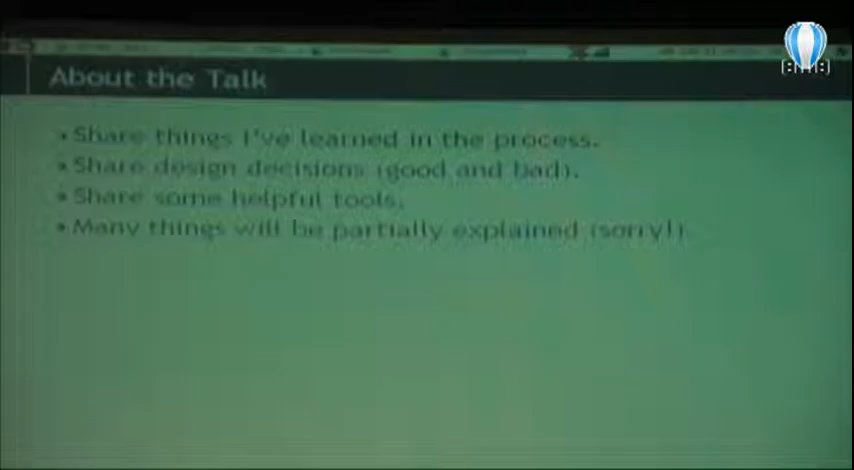 About the Talk
• Share things I've learned in the process.
• Share design decisions (good and bad).
• Share some helpful tools.
• Many things will be partially explained (sorry!).